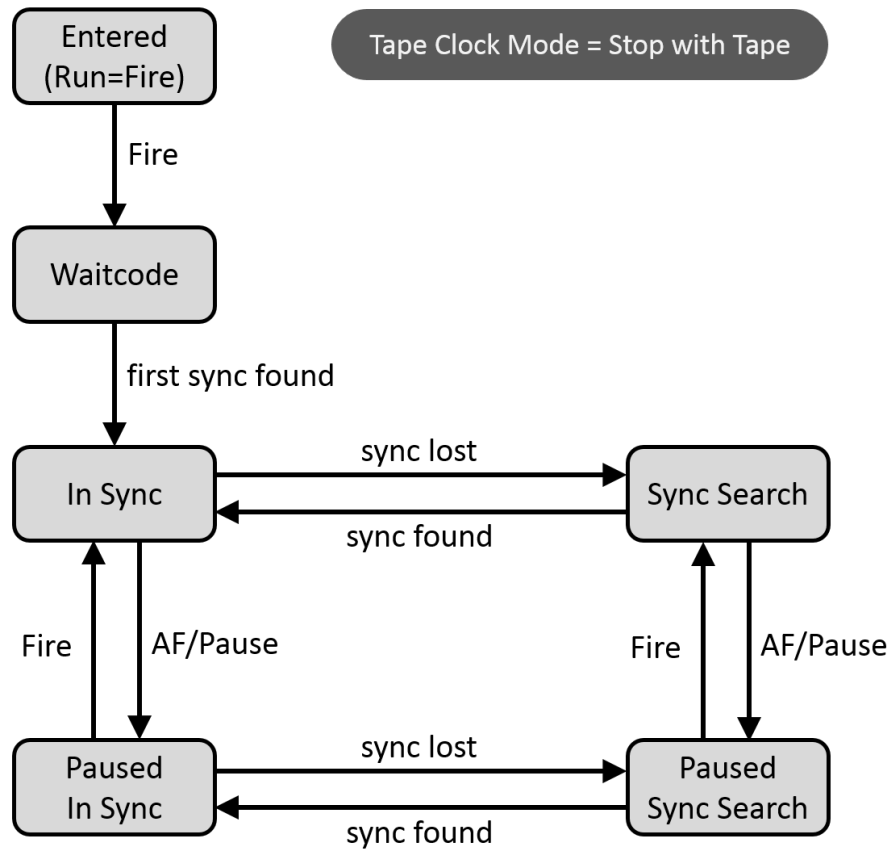 Entered
(Run=Fire)
Tape Clock Mode = Stop with Tape
Fire
Waitcode
first sync found
In Sync
sync lost
sync found
Sync Search
Fire
AF/Pause
Fire
AF/Pause
Paused
In Sync
sync lost
sync found
Paused
Sync Search